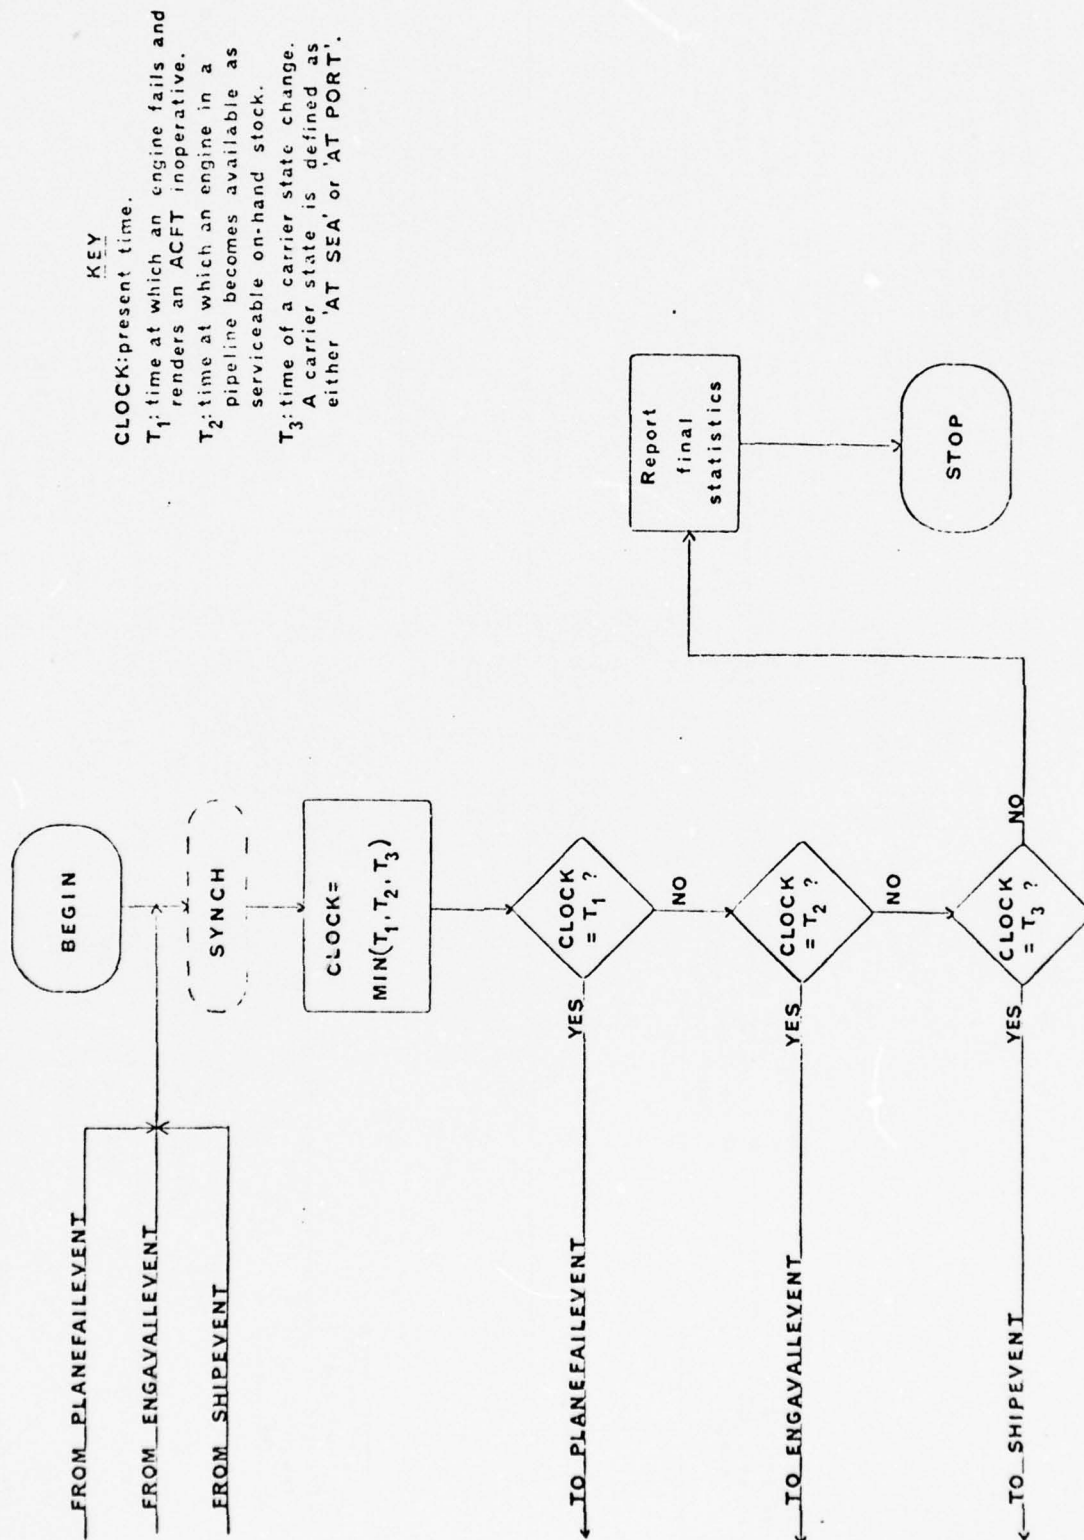 KEY
CLOCK: present time.
T1: time at which an engine fails and
renders an ACFT inoperative.
T2: time at which an engine in a
pipeline becomes available as
serviceable on-hand stock.
T3: time of a carrier state change.
A carrier state is defined as
either 'AT SEA' or 'AT PORT'.
FROM PLANEFAILEVENT
FROM ENGAVAILEVENT
FROM SHIPEVENT
BEGIN
SYNCH
CLOCK=
MIN(T1, T2, T3)
CLOCK
= T1 ?
YES
TO PLANEFAILEVENT
NO
CLOCK
= T2 ?
YES
TO ENGAVAILEVENT
NO
CLOCK
= T3 ?
YES
TO SHIPEVENT
NO
Report
final
statistics
STOP